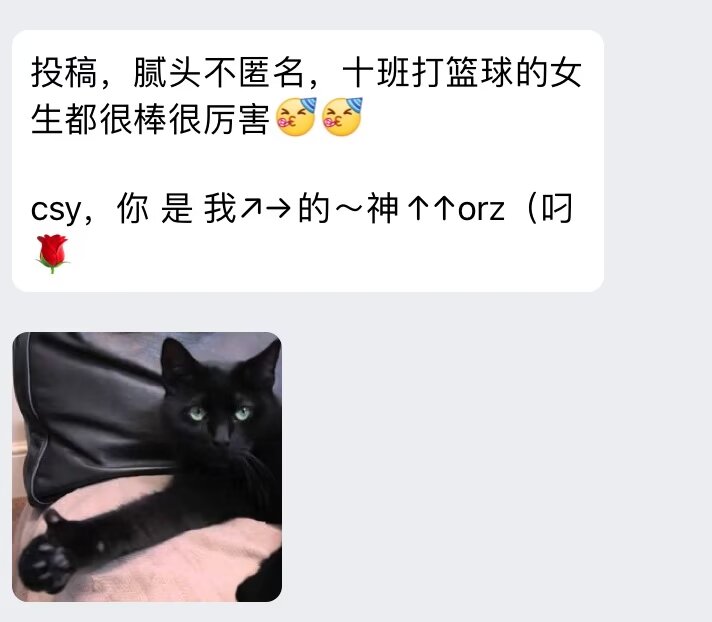 投稿，腻头不匿名，十班打篮球的女
生都很棒很厉害🥳🥳
csy，你 是 我↗→的～神↑↑orz（叼
🌹